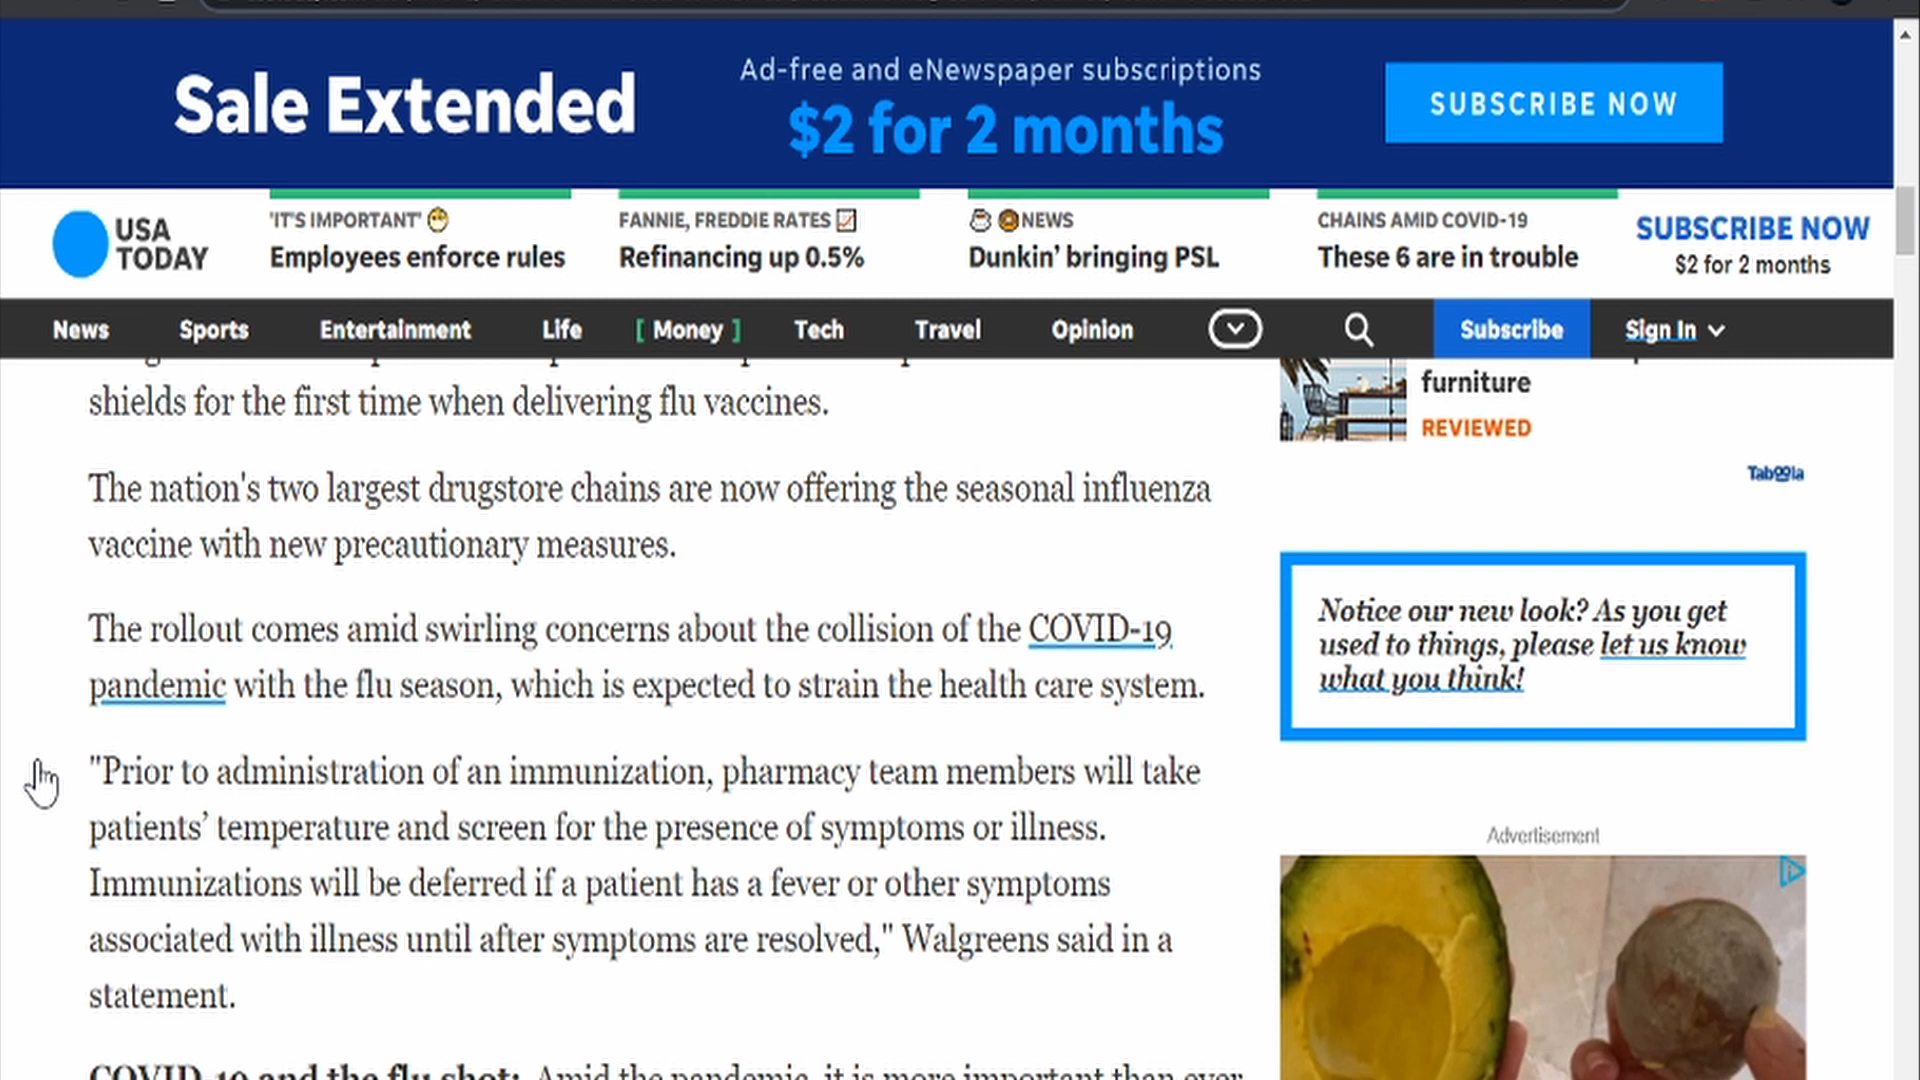 Sale Extended
Ad-free and eNewspaper subscriptions
$2 for 2 months
SUBSCRIBE NOW
USA
TODAY
'IT'S IMPORTANT'
Employees enforce rules
FANNIE, FREDDIE RATES
Refinancing up 0.5%
NEWS
Dunkin' bringing PSL
CHAINS AMID COVID-19
These 6 are in trouble
SUBSCRIBE NOW
$2 for 2 months
News Sports Entertainment Life [ Money ] Tech Travel Opinion Subscribe Sign In
shields for the first time when delivering flu vaccines.
The nation's two largest drugstore chains are now offering the seasonal influenza
vaccine with new precautionary measures.
The rollout comes amid swirling concerns about the collision of the COVID-19
pandemic with the flu season, which is expected to strain the health care system.
"Prior to administration of an immunization, pharmacy team members will take
patients’ temperature and screen for the presence of symptoms or illness.
Immunizations will be deferred if a patient has a fever or other symptoms
associated with illness until after symptoms are resolved," Walgreens said in a
statement.
COVID-19 and the flu shot: Amid the pandemic, it is more important than ever
furniture
REVIEWED
Taboola
Notice our new look? As you get
used to things, please let us know
what you think!
Advertisement